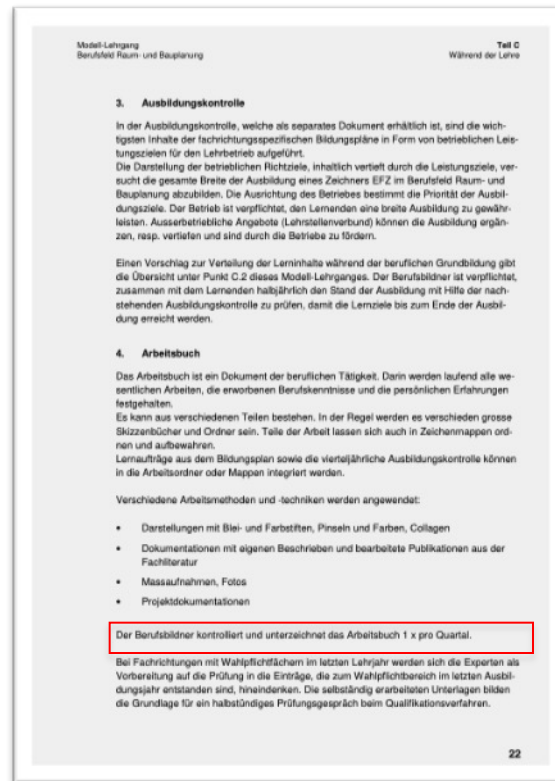 Modell-Lehrgang
Teil C
Berufsfeld Raum- und Bauplanung
Während der Lehre
3. Ausbildungskontrolle
In der Ausbildungskontrolle, welche als separates Dokument erhältlich ist, sind die wich-
tigsten Inhalte der fachrichtungsspezifischen Bildungspläne in Form von betrieblichen Leis-
tungszielen für den Lehrbetrieb aufgeführt.
Die Darstellung der betrieblichen Richtziele, inhaltlich vertieft durch die Leistungsziele, ver-
sucht die gesamte Breite der Ausbildung eines Zeichners EFZ im Berufsfeld Raum- und
Bauplanung abzubilden. Die Ausrichtung des Betriebes bestimmt die Priorität der Ausbil-
dungsziele. Der Betrieb ist verpflichtet, den Lernenden eine breite Ausbildung zu gewähr-
leisten. Ausserbetriebliche Angebote (Lehrstellenverbund) können die Ausbildung ergän-
zen, resp. vertiefen und sind durch die Betriebe zu fördern.
Einen Vorschlag zur Verteilung der Lerninhalte während der beruflichen Grundbildung gibt
die Übersicht unter Punkt C.2 dieses Modell-Lehrganges. Der Berufsbildner ist verpflichtet,
zusammen mit dem Lernenden halbjährlich den Stand der Ausbildung mit Hilfe der nach-
stehenden Ausbildungskontrolle zu prüfen, damit die Lernziele bis zum Ende der Ausbil-
dung erreicht werden.
4. Arbeitsbuch
Das Arbeitsbuch ist ein Dokument der beruflichen Tätigkeit. Darin werden laufend alle we-
sentlichen Arbeiten, die erworbenen Berufskenntnisse und die persönlichen Erfahrungen
festgehalten.
Es kann aus verschiedenen Teilen bestehen. In der Regel werden es verschieden grosse
Skizzenbücher und Ordner sein. Teile der Arbeit lassen sich auch in Zeichenmappen ord-
nen und aufbewahren.
Lernaufträge aus dem Bildungsplan sowie die vierteljährliche Ausbildungskontrolle können
in die Arbeitsordner oder Mappen integriert werden.
Verschiedene Arbeitsmethoden und -techniken werden angewendet:
• Darstellungen mit Blei- und Farbstiften, Pinseln und Farben, Collagen
• Dokumentationen mit eigenen Beschrieben und bearbeitete Publikationen aus der
Fachliteratur
• Massaufnahmen, Fotos
• Projektdokumentationen
Der Berufsbildner kontrolliert und unterzeichnet das Arbeitsbuch 1 x pro Quartal.
Bei Fachrichtungen mit Wahlpflichtfächern im letzten Lehrjahr werden sich die Experten als
Vorbereitung auf die Prüfung in die Einträge, die zum Wahlpflichtbereich im letzten Ausbil-
dungsjahr entstanden sind, hineindenken. Die selbständig erarbeiteten Unterlagen bilden
die Grundlage für ein halbstündiges Prüfungsgespräch beim Qualifikationsverfahren.
22